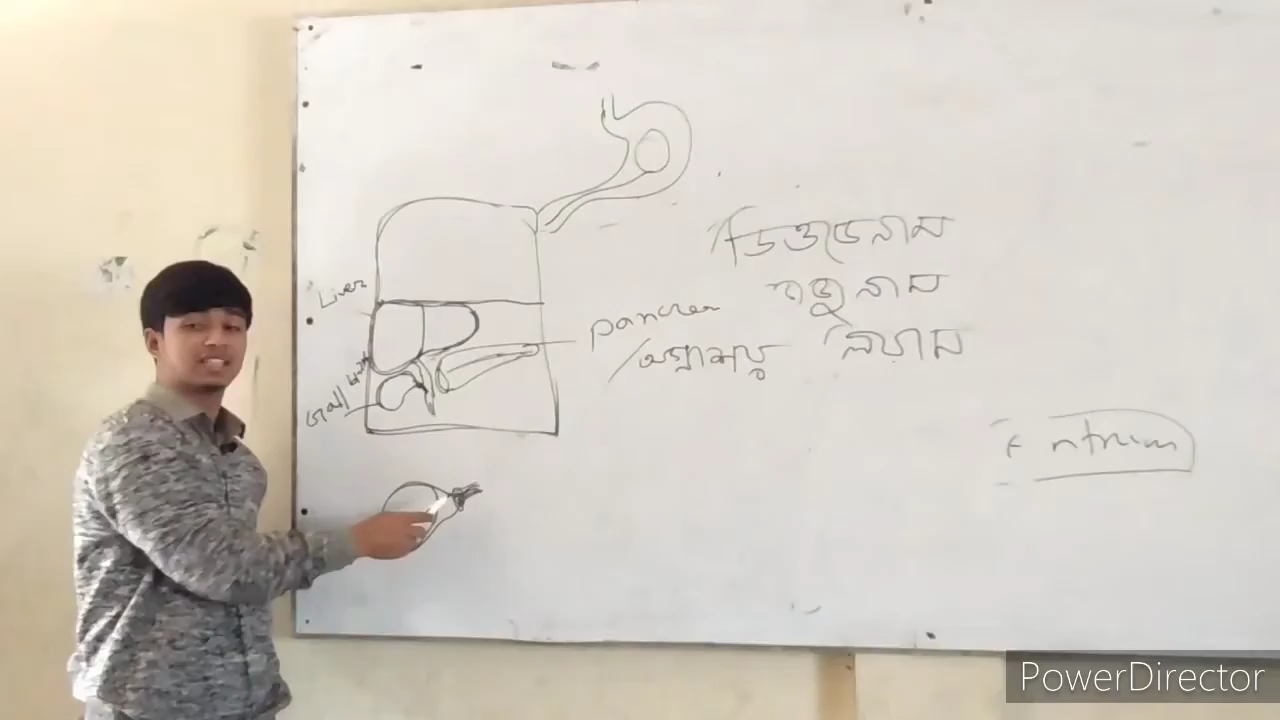 Liver
ডিওডেনাম
জেজুনাম
pancrea
/অগ্ন্যাশয়
ইলিয়াম
Gall
PowerDirector